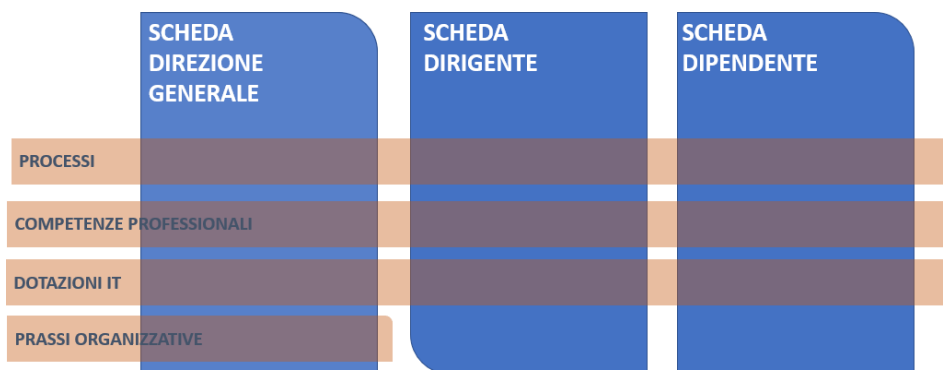 SCHEDA
DIREZIONE
GENERALE
SCHEDA
DIRIGENTE
SCHEDA
DIPENDENTE
PROCESSI
COMPETENZE PROFESSIONALI
DOTAZIONI IT
PRASSI ORGANIZZATIVE